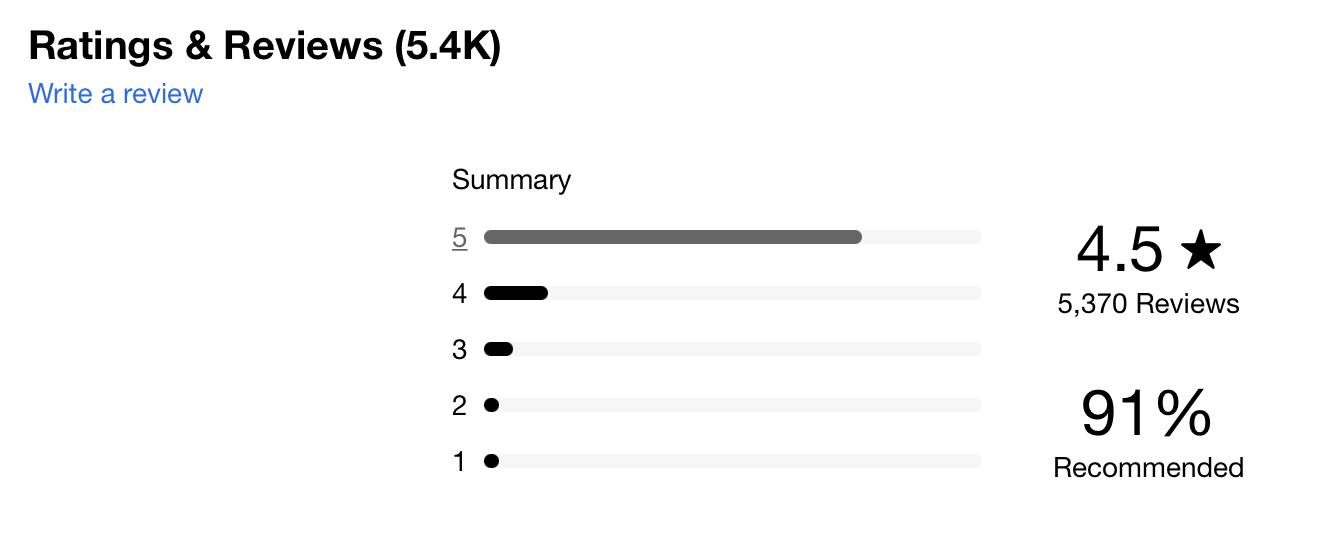 Ratings & Reviews (5.4K)
Write a review
Summary
5
4
3
2
1
4.5 ★
5,370 Reviews
91%
Recommended